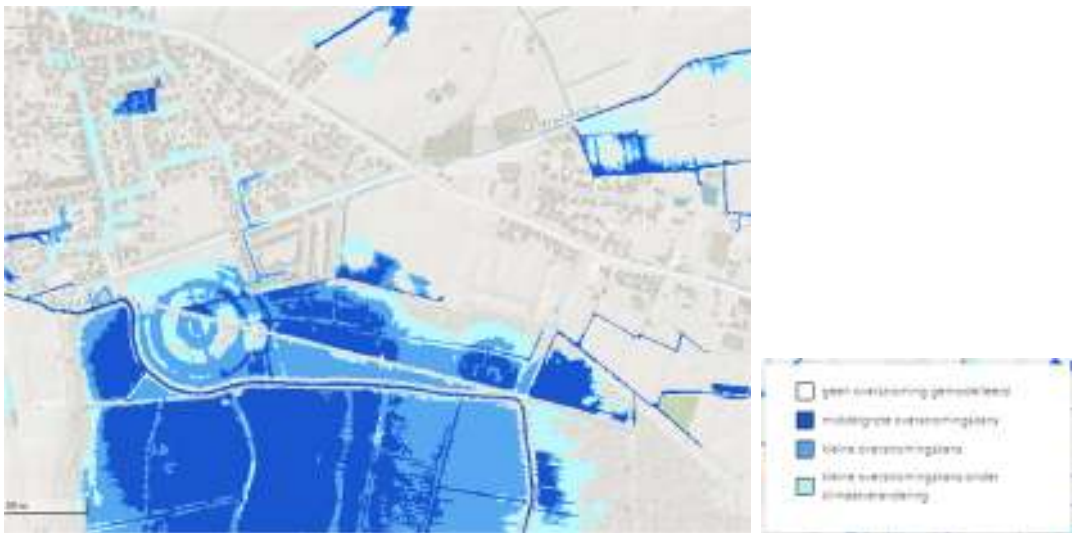 geen overstroming gemodelleerd
middelgrote overstromingskans
kleine overstromingskans
kleine overstromingskans onder
klimaatverandering